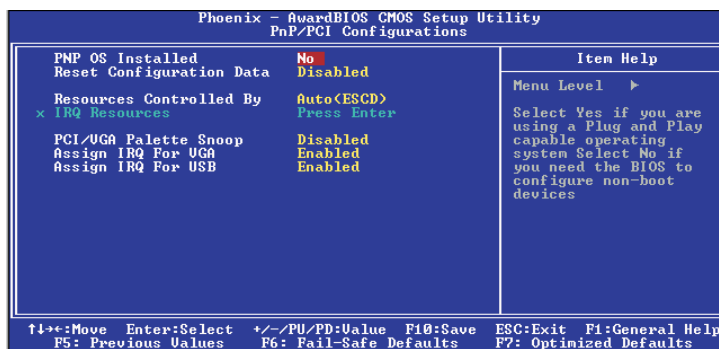 Phoenix - AwardBIOS CMOS Setup Utility
PnP/PCI Configurations
PNP OS Installed No
Reset Configuration Data Disabled
Resources Controlled By Auto(ESCD)
x IRQ Resources Press Enter
PCI/VGA Palette Snoop Disabled
Assign IRQ For VGA Enabled
Assign IRQ For USB Enabled
Item Help
Menu Level ►
Select Yes if you are
using a Plug and Play
capable operating
system Select No if
you need the BIOS to
configure non-boot
devices
↑↓→←:Move Enter:Select +/-/PU/PD:Value F10:Save ESC:Exit F1:General Help
F5: Previous Values F6: Fail-Safe Defaults F7: Optimized Defaults